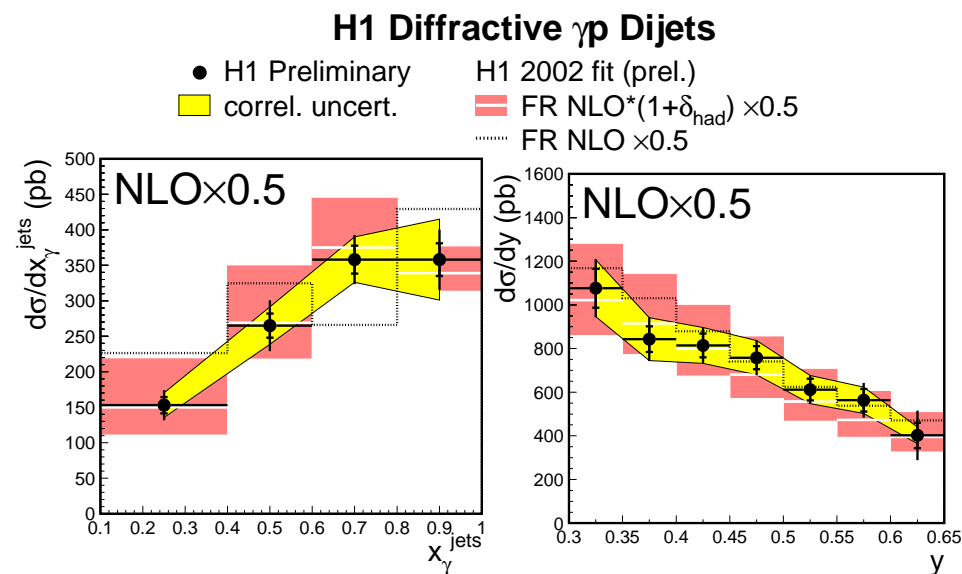 H1 Diffractive γp Dijets
H1 Preliminary
correl. uncert.
H1 2002 fit (prel.)
FR NLO*(1+δhad) ×0.5
FR NLO ×0.5
NLO×0.5
dσ/dxγjets (pb)
500
450
400
350
300
250
200
150
100
50
0
0.1 0.2 0.3 0.4 0.5 0.6 0.7 0.8 0.9 1
xγjets
NLO×0.5
dσ/dy (pb)
1600
1400
1200
1000
800
600
400
200
0
0.3 0.35 0.4 0.45 0.5 0.55 0.6 0.65
y